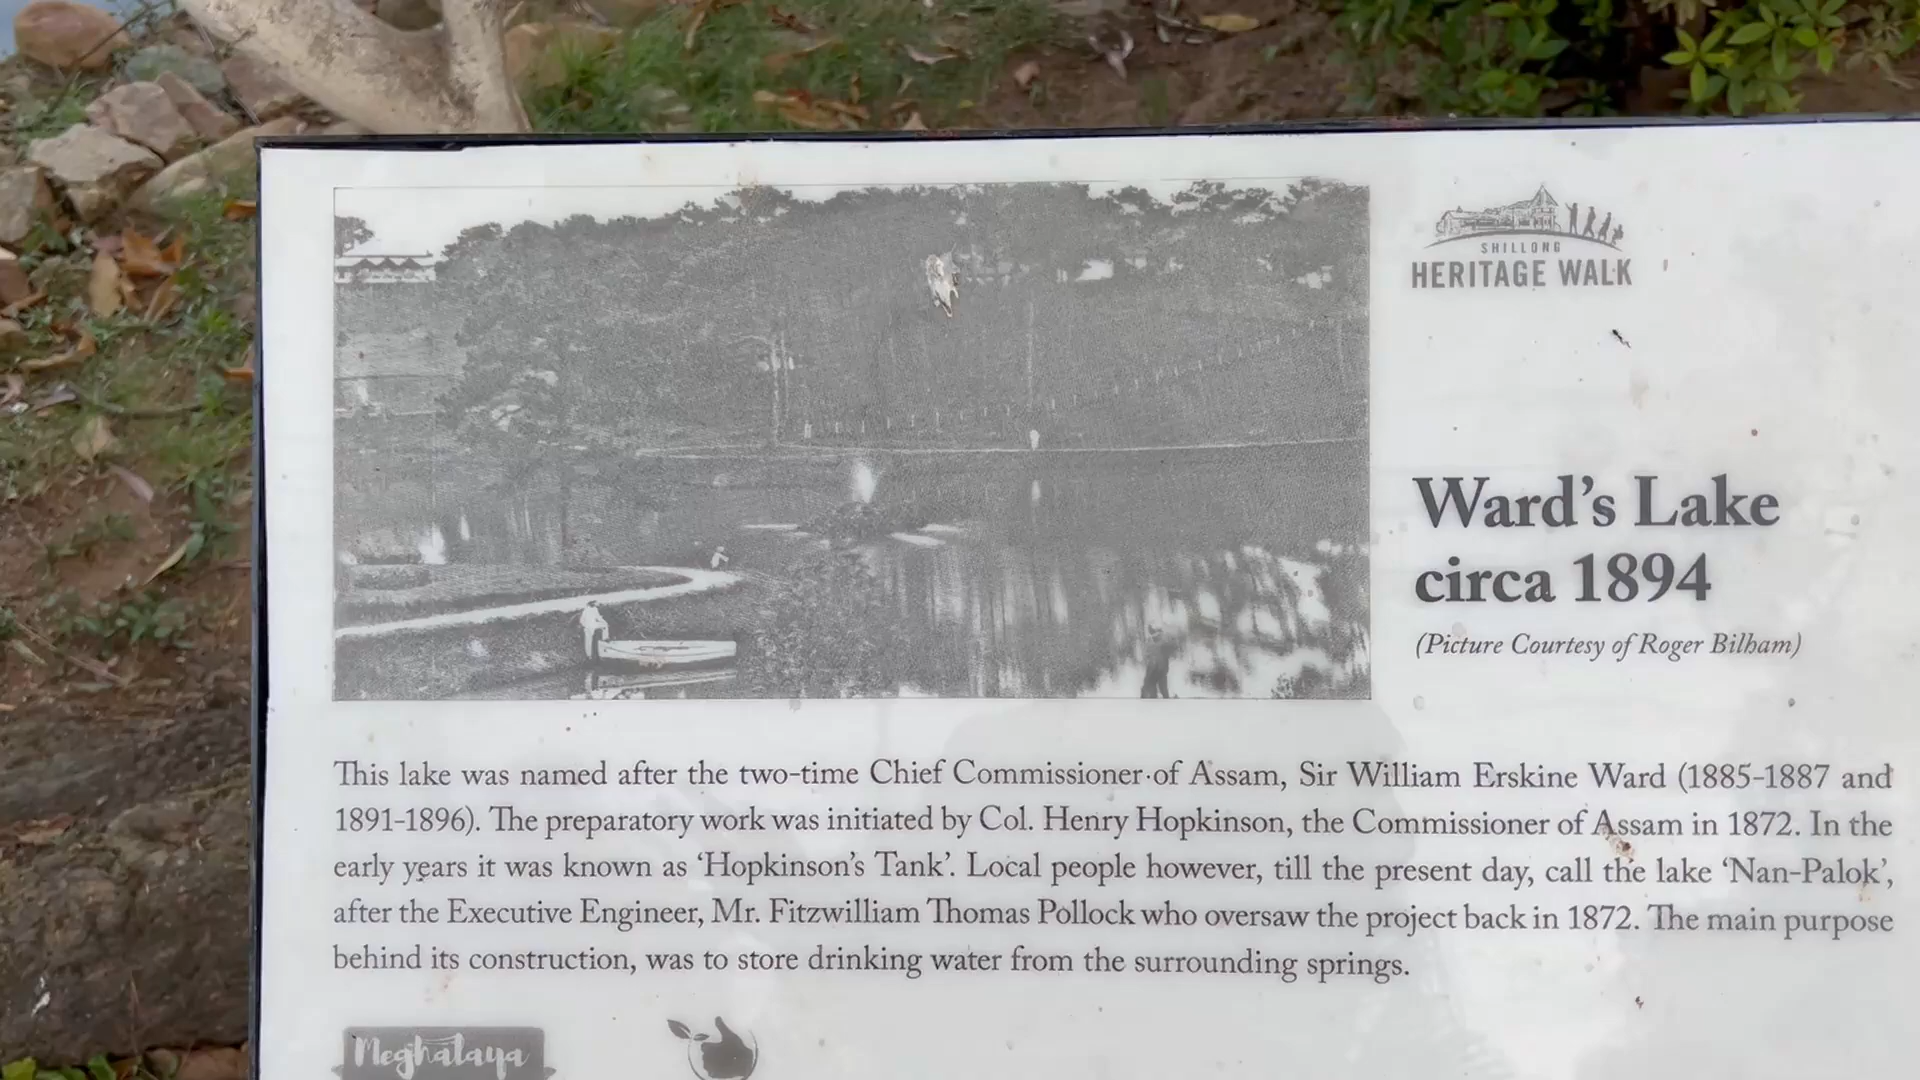 SHILLONG
HERITAGE WALK
Ward's Lake
circa 1894
(Picture Courtesy of Roger Bilham)
This lake was named after the two-time Chief Commissioner of Assam, Sir William Erskine Ward (1885-1887 and
1891-1896). The preparatory work was initiated by Col. Henry Hopkinson, the Commissioner of Assam in 1872. In the
early years it was known as ‘Hopkinson’s Tank’. Local people however, till the present day, call the lake ‘Nan-Palok’,
after the Executive Engineer, Mr. Fitzwilliam Thomas Pollock who oversaw the project back in 1872. The main purpose
behind its construction, was to store drinking water from the surrounding springs.
Meghalaya